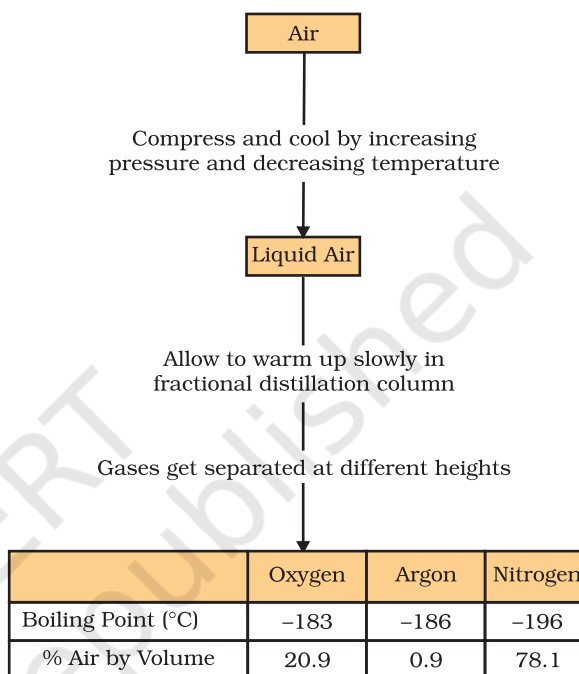 Air
Compress and cool by increasing
pressure and decreasing temperature
Liquid Air
Allow to warm up slowly in
fractional distillation column
Gases get separated at different heights
Oxygen Argon Nitrogen
Boiling Point (°C) –183 –186 –196
% Air by Volume 20.9 0.9 78.1